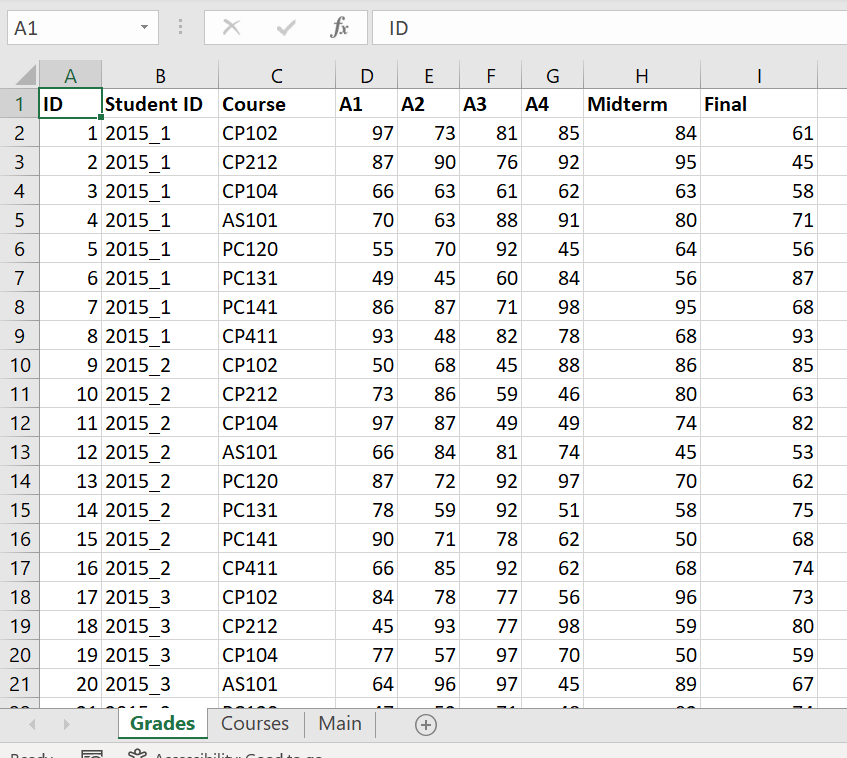 A1 fx ID
A B C D E F G H I
1 ID Student ID Course A1 A2 A3 A4 Midterm Final
2 1 2015_1 CP102 97 73 81 85 84 61
3 2 2015_1 CP212 87 90 76 92 95 45
4 3 2015_1 CP104 66 63 61 62 63 58
5 4 2015_1 AS101 70 63 88 91 80 71
6 5 2015_1 PC120 55 70 92 45 64 56
7 6 2015_1 PC131 49 45 60 84 56 87
8 7 2015_1 PC141 86 87 71 98 95 68
9 8 2015_1 CP411 93 48 82 78 68 93
10 9 2015_2 CP102 50 68 45 88 86 85
11 10 2015_2 CP212 73 86 59 46 80 63
12 11 2015_2 CP104 97 87 49 49 74 82
13 12 2015_2 AS101 66 84 81 74 45 53
14 13 2015_2 PC120 87 72 92 97 70 62
15 14 2015_2 PC131 78 59 92 51 58 75
16 15 2015_2 PC141 90 71 78 62 50 68
17 16 2015_2 CP411 66 85 92 62 68 74
18 17 2015_3 CP102 84 78 77 56 96 73
19 18 2015_3 CP212 45 93 77 98 59 80
20 19 2015_3 CP104 77 57 97 70 50 59
21 20 2015_3 AS101 64 96 97 45 89 67
Grades Courses Main
Ready Accessibility: Good to go